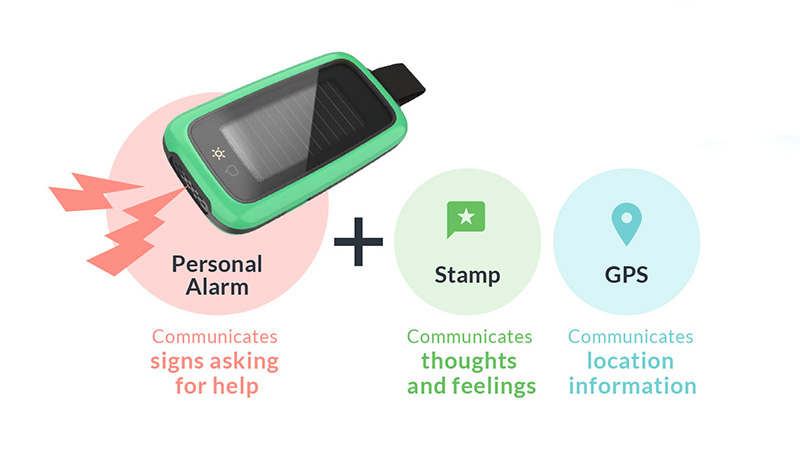 Personal
Alarm
Communicates
signs asking
for help
Stamp
Communicates
thoughts
and feelings
GPS
Communicates
location
information